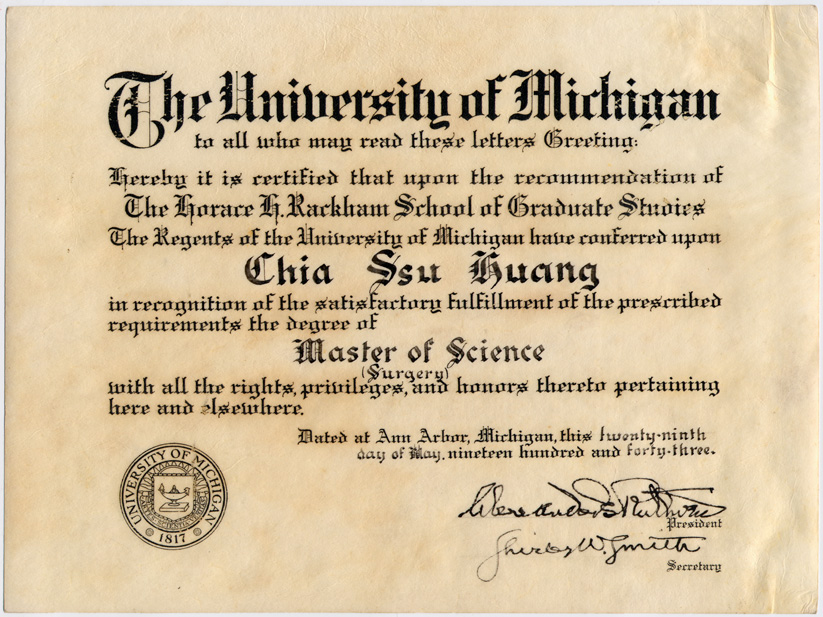 The University of Michigan
to all who may read these letters Greeting:
Hereby it is certified that upon the recommendation of
The Horace H. Rackham School of Graduate Studies
The Regents of the University of Michigan have conferred upon
Chia Ssu Huang
in recognition of the satisfactory fulfillment of the prescribed
requirements the degree of
Master of Science
(Surgery)
with all the rights, privileges, and honors thereto pertaining
here and elsewhere.
Dated at Ann Arbor, Michigan, this twenty-ninth
day of May, nineteen hundred and forty-three.
UNIVERSITY OF MICHIGAN
1817
Alexander G. Ruthven
President
Shirley W. Smith
Secretary